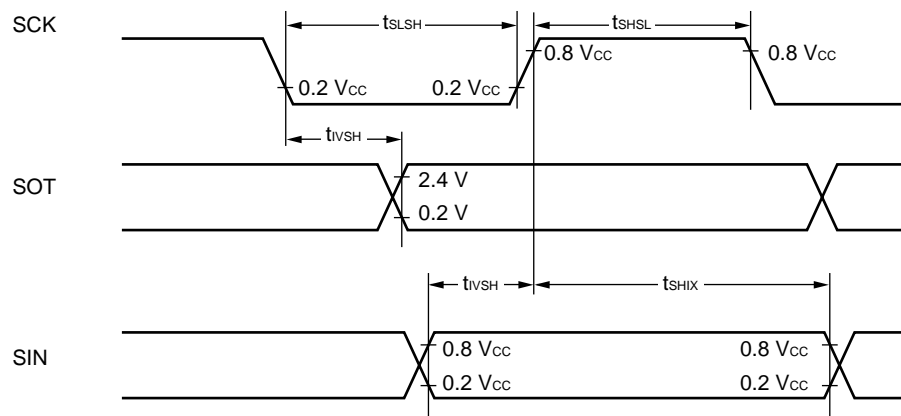 SCK
tSLSH
tSHSL
0.8 VCC
0.8 VCC
0.2 VCC
0.2 VCC
tIVSH
SOT
2.4 V
0.2 V
tIVSH
tSHIX
SIN
0.8 VCC
0.8 VCC
0.2 VCC
0.2 VCC